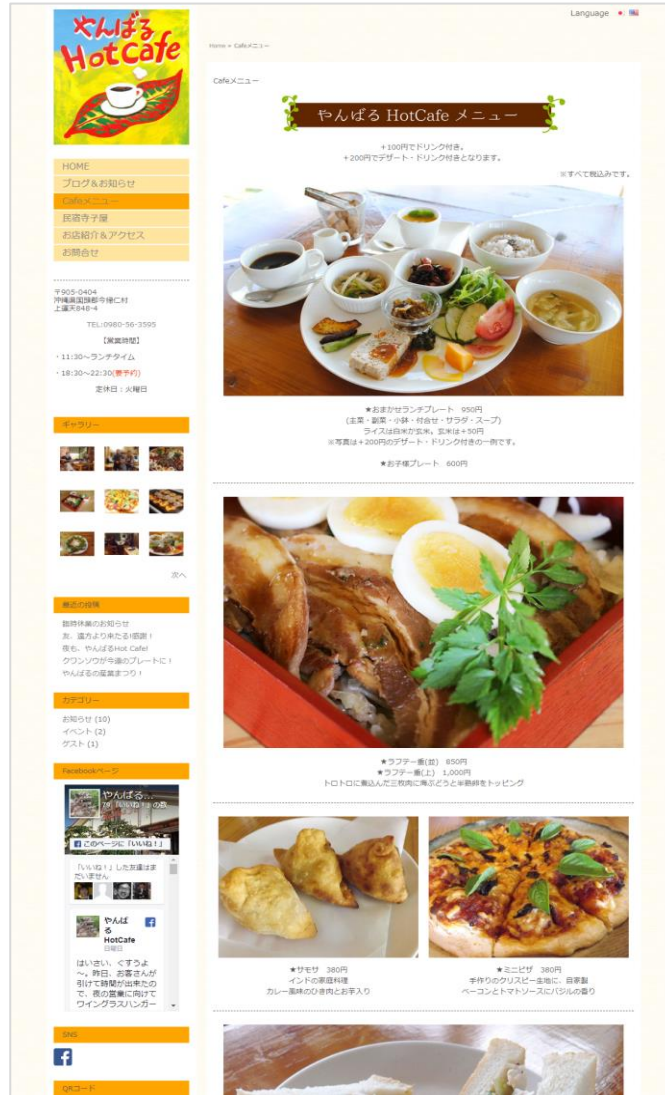 Language
やんばる
HotCafe
Home » Cafeメニュー
Cafeメニュー
やんばる HotCafe メニュー
+100円でドリンク付き。
+200円でデザート・ドリンク付きとなります。
※すべて税込みです。
HOME
ブログ&お知らせ
Cafeメニュー
民宿寺子屋
お店紹介&アクセス
お問合せ
〒905-0404
沖縄県国頭郡今帰仁村
上運天848-4
TEL:0980-56-3595
【営業時間】
・11:30～ランチタイム
・18:30～22:30(要予約)
定休日：火曜日
ギャラリー
次へ
最近の投稿
臨時休業のお知らせ
友、遠方より来たる!感謝！
夜も、やんばるHot Cafe!
クワンソウが今週のプレートに！
やんばるの産業まつり！
カテゴリー
お知らせ (10)
イベント (2)
ゲスト (1)
Facebookページ
やんばる...
79「いいね！」の数
このページに「いいね！」
「いいね！」した友達はま
だいません
やんば
る
HotCafe
日曜日
はいさい、ぐすうよ
～。昨日、お客さんが
引けて時間が出来たの
で、夜の営業に向けて
ワイングラスハンガー
SNS
QRコード
★おまかせランチプレート 950円
(主菜・副菜・小鉢・付合せ・サラダ・スープ)
ライスは白米か玄米。玄米は+50円
※写真は+200円のデザート・ドリンク付きの一例です。
★お子様プレート 600円
★ラフテー重(並) 850円
★ラフテー重(上) 1,000円
トロトロに煮込んだ三枚肉に海ぶどうと半熟卵をトッピング
★サモサ 380円
インドの家庭料理
カレー風味のひき肉とお芋入り
★ミニピザ 380円
手作りのクリスピー生地に、自家製
ベーコンとトマトソースにバジルの香り